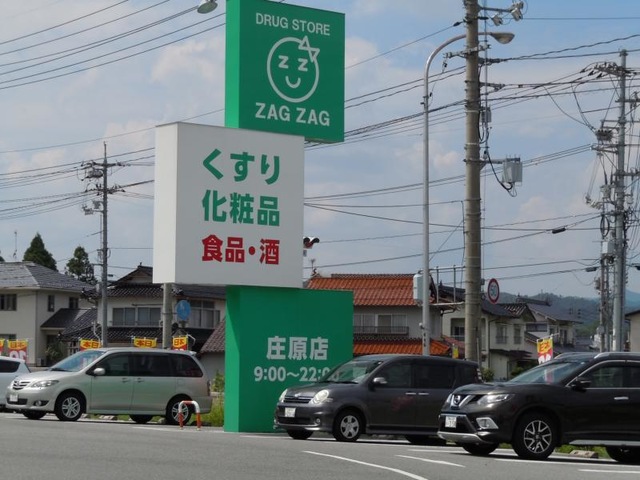 DRUG STORE
zz
ZAG ZAG
くすり
化粧品
食品・酒
庄原店
9:00〜22:00